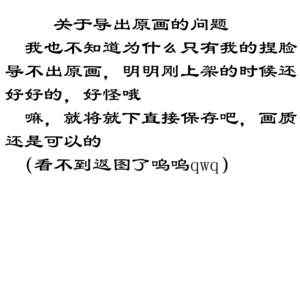 关于导出原画的问题
我也不知道为什么只有我的捏脸
导不出原画，明明刚上架的时候还
好好的，好怪哦
嘛，就将就下直接保存吧，画质
还是可以的
（看不到返图了呜呜qwq）